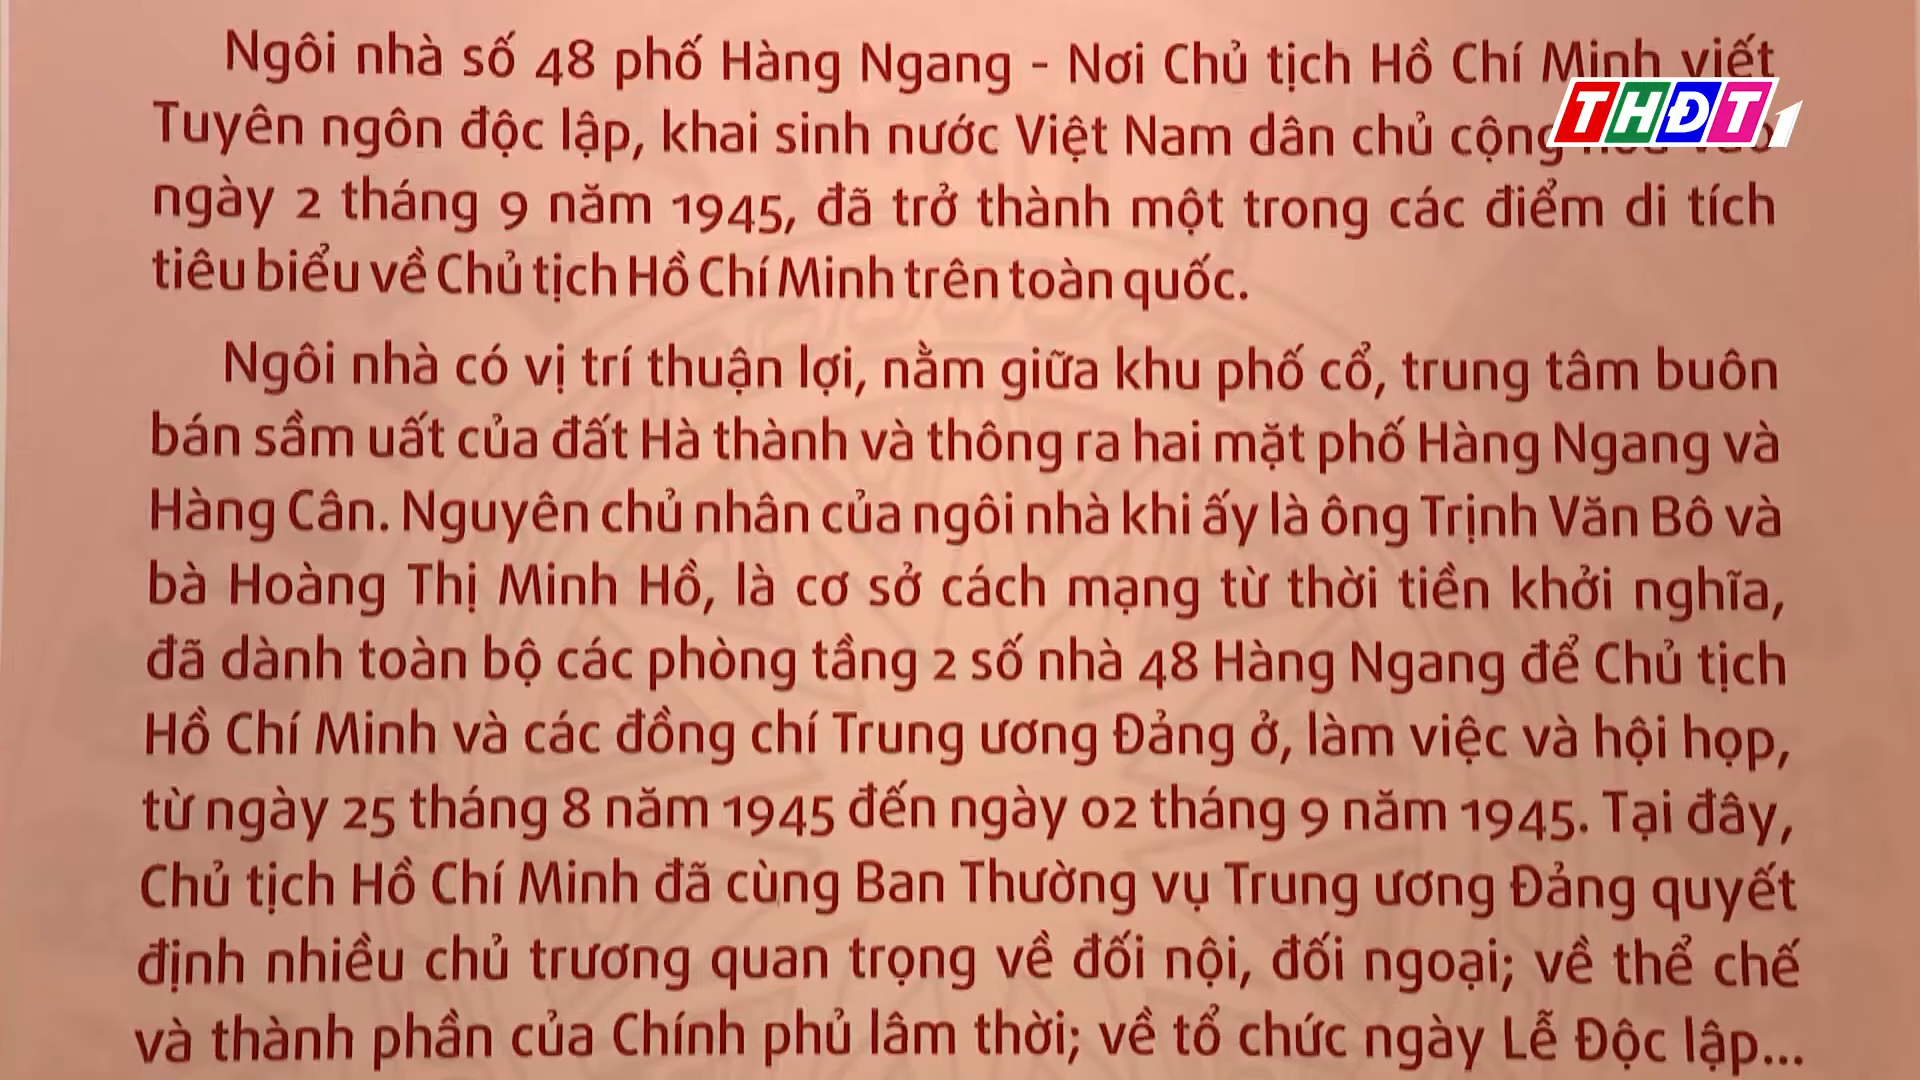 Ngôi nhà số 48 phố Hàng Ngang - Nơi Chủ tịch Hồ Chí Minh viết
THĐT1
Tuyên ngôn độc lập, khai sinh nước Việt Nam dân chủ cộng
ngày 2 tháng 9 năm 1945, đã trở thành một trong các điểm di tích
tiêu biểu về Chủ tịch Hồ Chí Minh trên toàn quốc.
Ngôi nhà có vị trí thuận lợi, nằm giữa khu phố cổ, trung tâm buôn
bán sầm uất của đất Hà thành và thông ra hai mặt phố Hàng Ngang và
Hàng Cân. Nguyên chủ nhân của ngôi nhà khi ấy là ông Trịnh Văn Bô và
bà Hoàng Thị Minh Hồ, là cơ sở cách mạng từ thời tiền khởi nghĩa,
đã dành toàn bộ các phòng tầng 2 số nhà 48 Hàng Ngang để Chủ tịch
Hồ Chí Minh và các đồng chí Trung ương Đảng ở, làm việc và hội họp,
từ ngày 25 tháng 8 năm 1945 đến ngày 02 tháng 9 năm 1945. Tại đây,
Chủ tịch Hồ Chí Minh đã cùng Ban Thường vụ Trung ương Đảng quyết
định nhiều chủ trương quan trọng về đối nội, đối ngoại; về thể chế
và thành phần của Chính phủ lâm thời; về tổ chức ngày Lễ Độc lập...